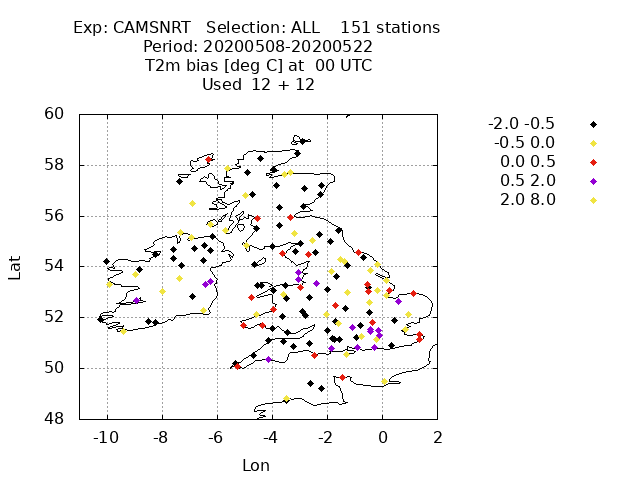 Exp: CAMSNRT Selection: ALL 151 stations
Period: 20200508-20200522
T2m bias [deg C] at 00 UTC
Used 12 + 12
60
58
56
54
52
50
48
Lat
-10 -8 -6 -4 -2 0 2
Lon
-2.0 -0.5
-0.5 0.0
0.0 0.5
0.5 2.0
2.0 8.0